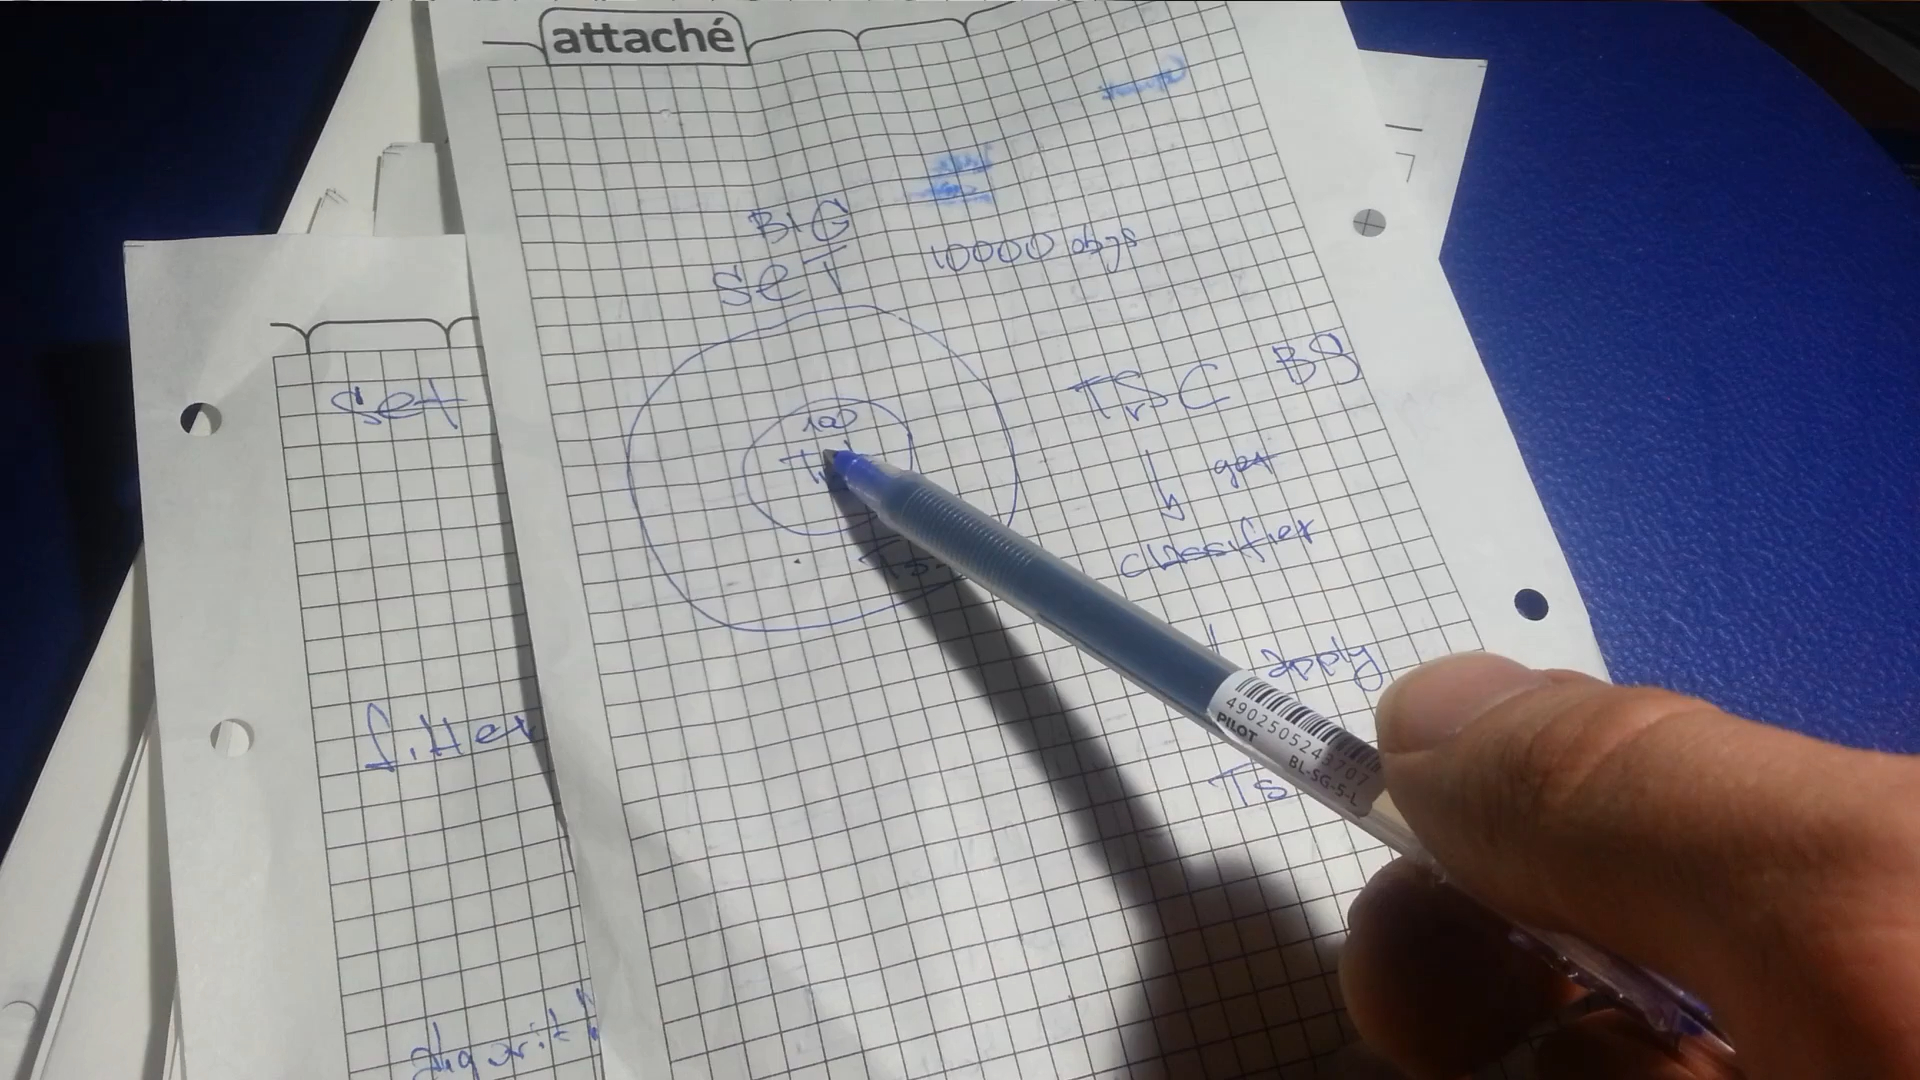 attaché
BIG
SeT
10000 objs
100
Tr
Ts
TrSC BS
get
classifier
apply
Ts
set
filter
Algorith
4902505243707
PILOT
BL-SG-5-L